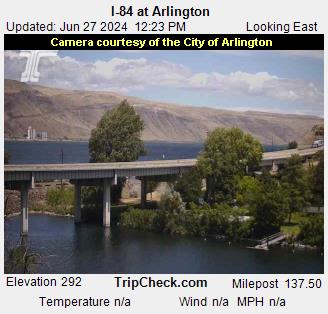 I-84 at Arlington
Updated: Jun 27 2024 12:23 PM Looking East
Camera courtesy of the City of Arlington
Elevation 292 TripCheck.com Milepost 137.50
Temperature n/a Wind n/a MPH n/a